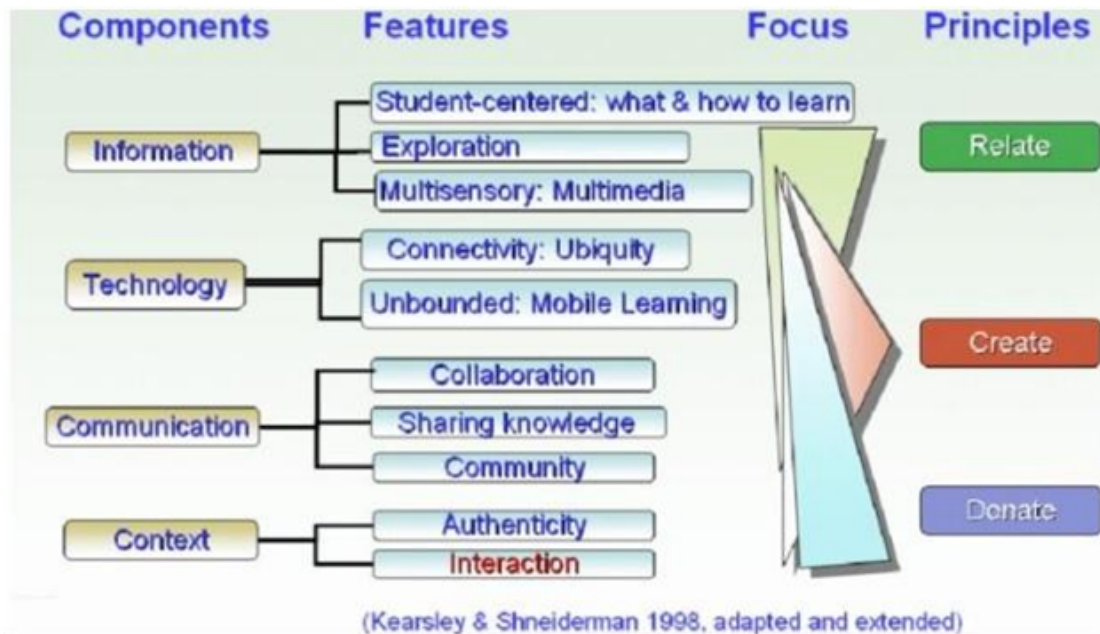 Components Features Focus Principles
Student-centered: what & how to learn
Information Exploration Relate
Multisensory: Multimedia
Connectivity: Ubiquity
Technology
Unbounded: Mobile Learning
Create
Collaboration
Communication Sharing knowledge
Community
Authenticity Donate
Context
Interaction
(Kearsley & Shneiderman 1998, adapted and extended)